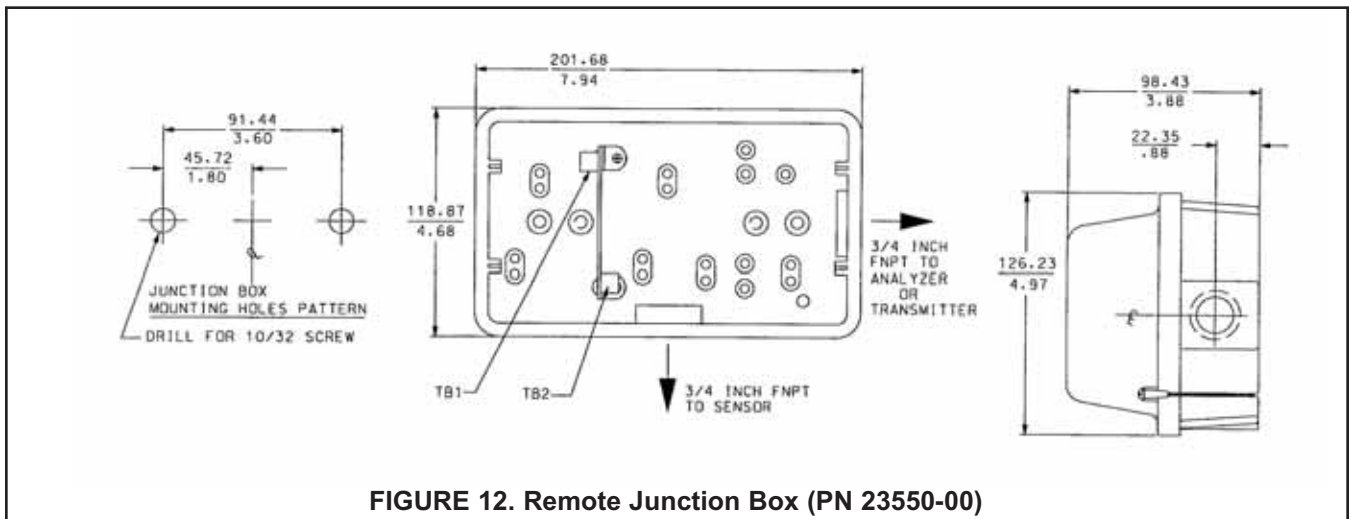 91.44
3.60
45.72
1.80
JUNCTION BOX
MOUNTING HOLES PATTERN
DRILL FOR 10/32 SCREW
201.68
7.94
118.87
4.68
TB1
TB2
3/4 INCH FNPT
TO SENSOR
3/4 INCH
FNPT TO
ANALYZER
OR
TRANSMITTER
98.43
3.88
22.35
.88
126.23
4.97
FIGURE 12. Remote Junction Box (PN 23550-00)